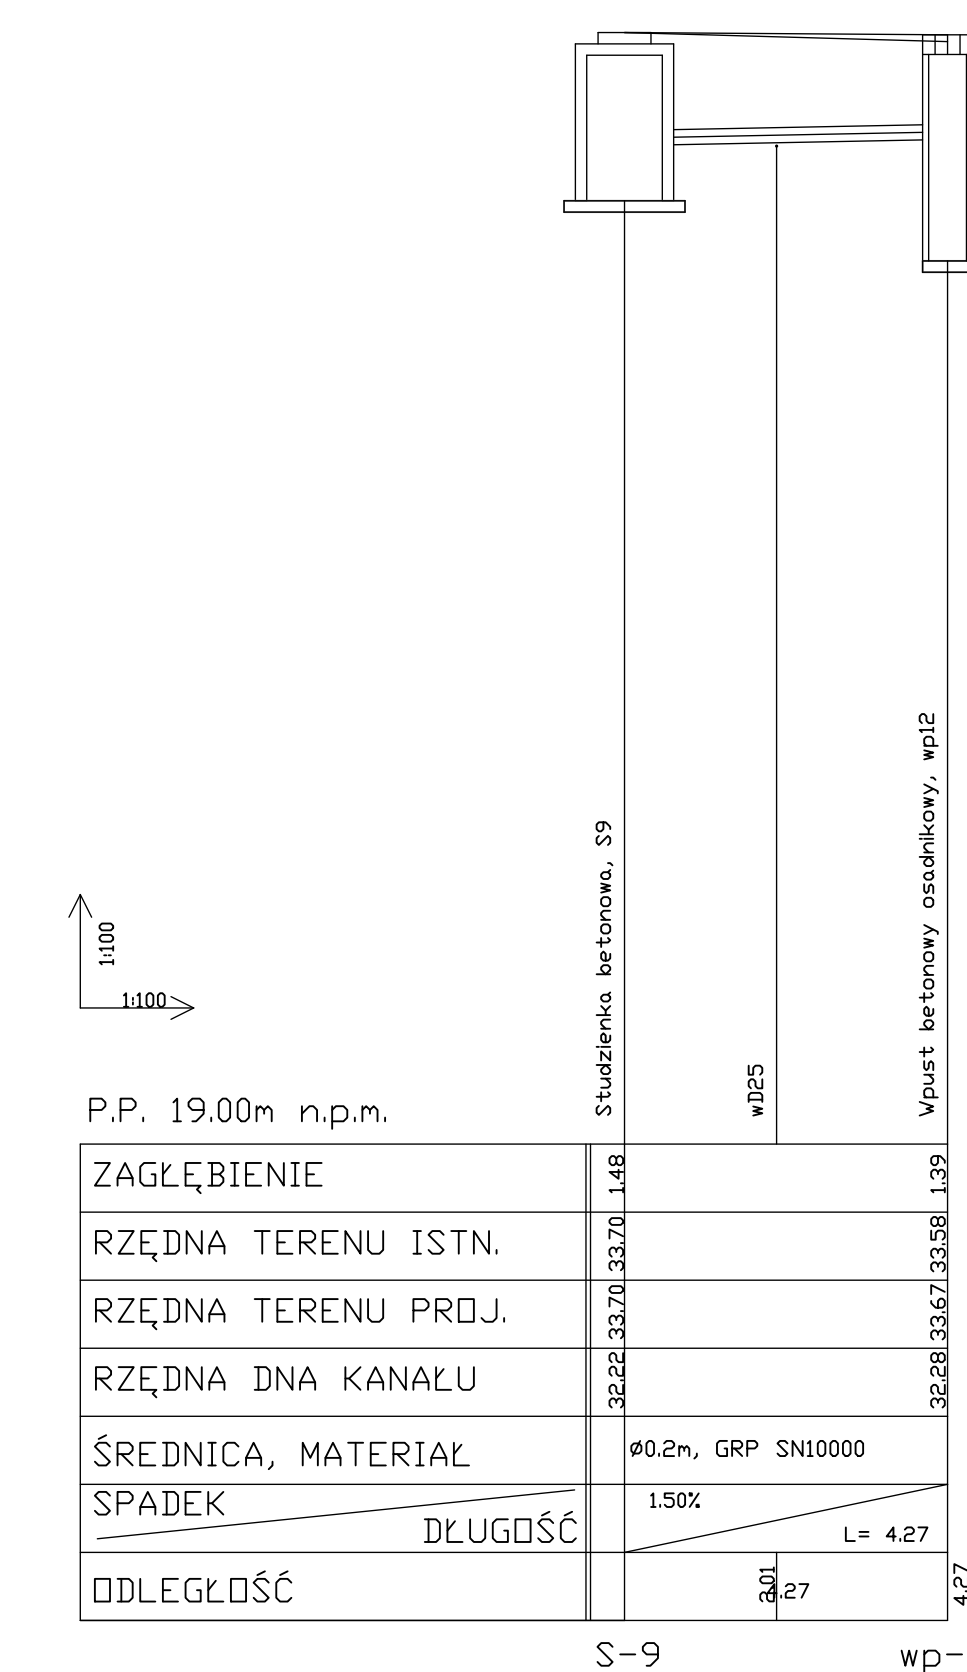 Studzienka betonowa, S9
wD25
Wpust betonowy osadnikowy, wp12
1:100
1:100
P.P. 19.00m n.p.m.
ZAGŁĘBIENIE 1.48 1.39
RZĘDNA TERENU ISTN. 33.70 33.58
RZĘDNA TERENU PROJ. 33.70 33.67
RZĘDNA DNA KANAŁU 32.22 32.28
ŚREDNICA, MATERIAŁ Ø0.2m, GRP SN10000
SPADEK 1.50%
DŁUGOŚĆ L= 4.27
ODLEGŁOŚĆ 2.01 4.27 4.27
S-9 wp-